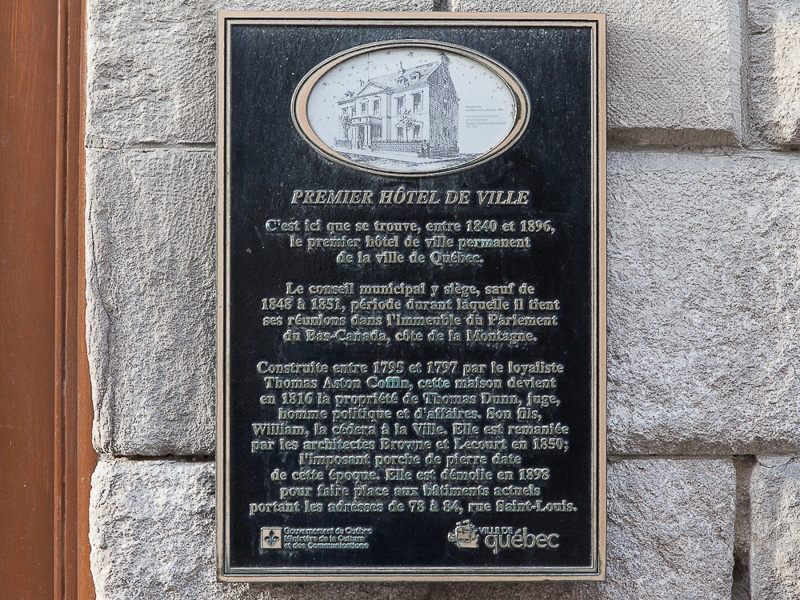 PREMIER HÔTEL DE VILLE
C'est ici que se trouve, entre 1840 et 1896,
le premier hôtel de ville permanent
de la ville de Québec.
Le conseil municipal y siège, sauf de
1848 à 1851, période durant laquelle il tient
ses réunions dans l'immeuble du Parlement
du Bas-Canada, côte de la Montagne.
Construite entre 1795 et 1797 par le loyaliste
Thomas Aston Coffin, cette maison devient
en 1816 la propriété de Thomas Dunn, juge,
homme politique et d'affaires. Son fils,
William, la cédera à la Ville. Elle est remaniée
par les architectes Browne et Lecourt en 1850;
l'imposant porche de pierre date
de cette époque. Elle est démolie en 1898
pour faire place aux bâtiments actuels
portant les adresses de 78 à 84, rue Saint-Louis.
Gouvernement du Québec
Ministère de la Culture
et des Communications
VILLE DE
québec